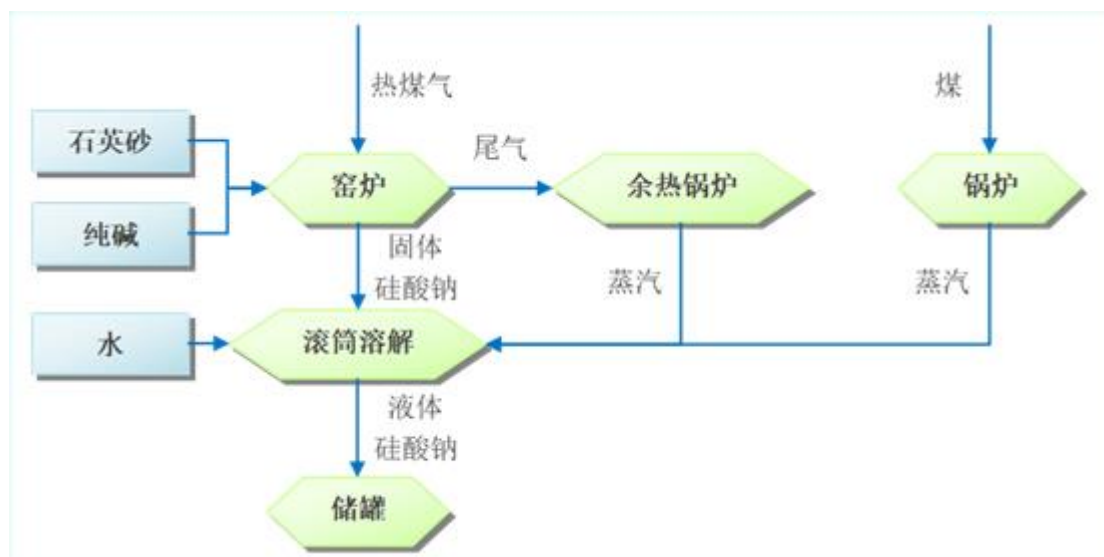 热煤气
煤
石英砂
尾气
窑炉
余热锅炉
锅炉
纯碱
固体
硅酸钠
蒸汽
蒸汽
水
滚筒溶解
液体
硅酸钠
储罐